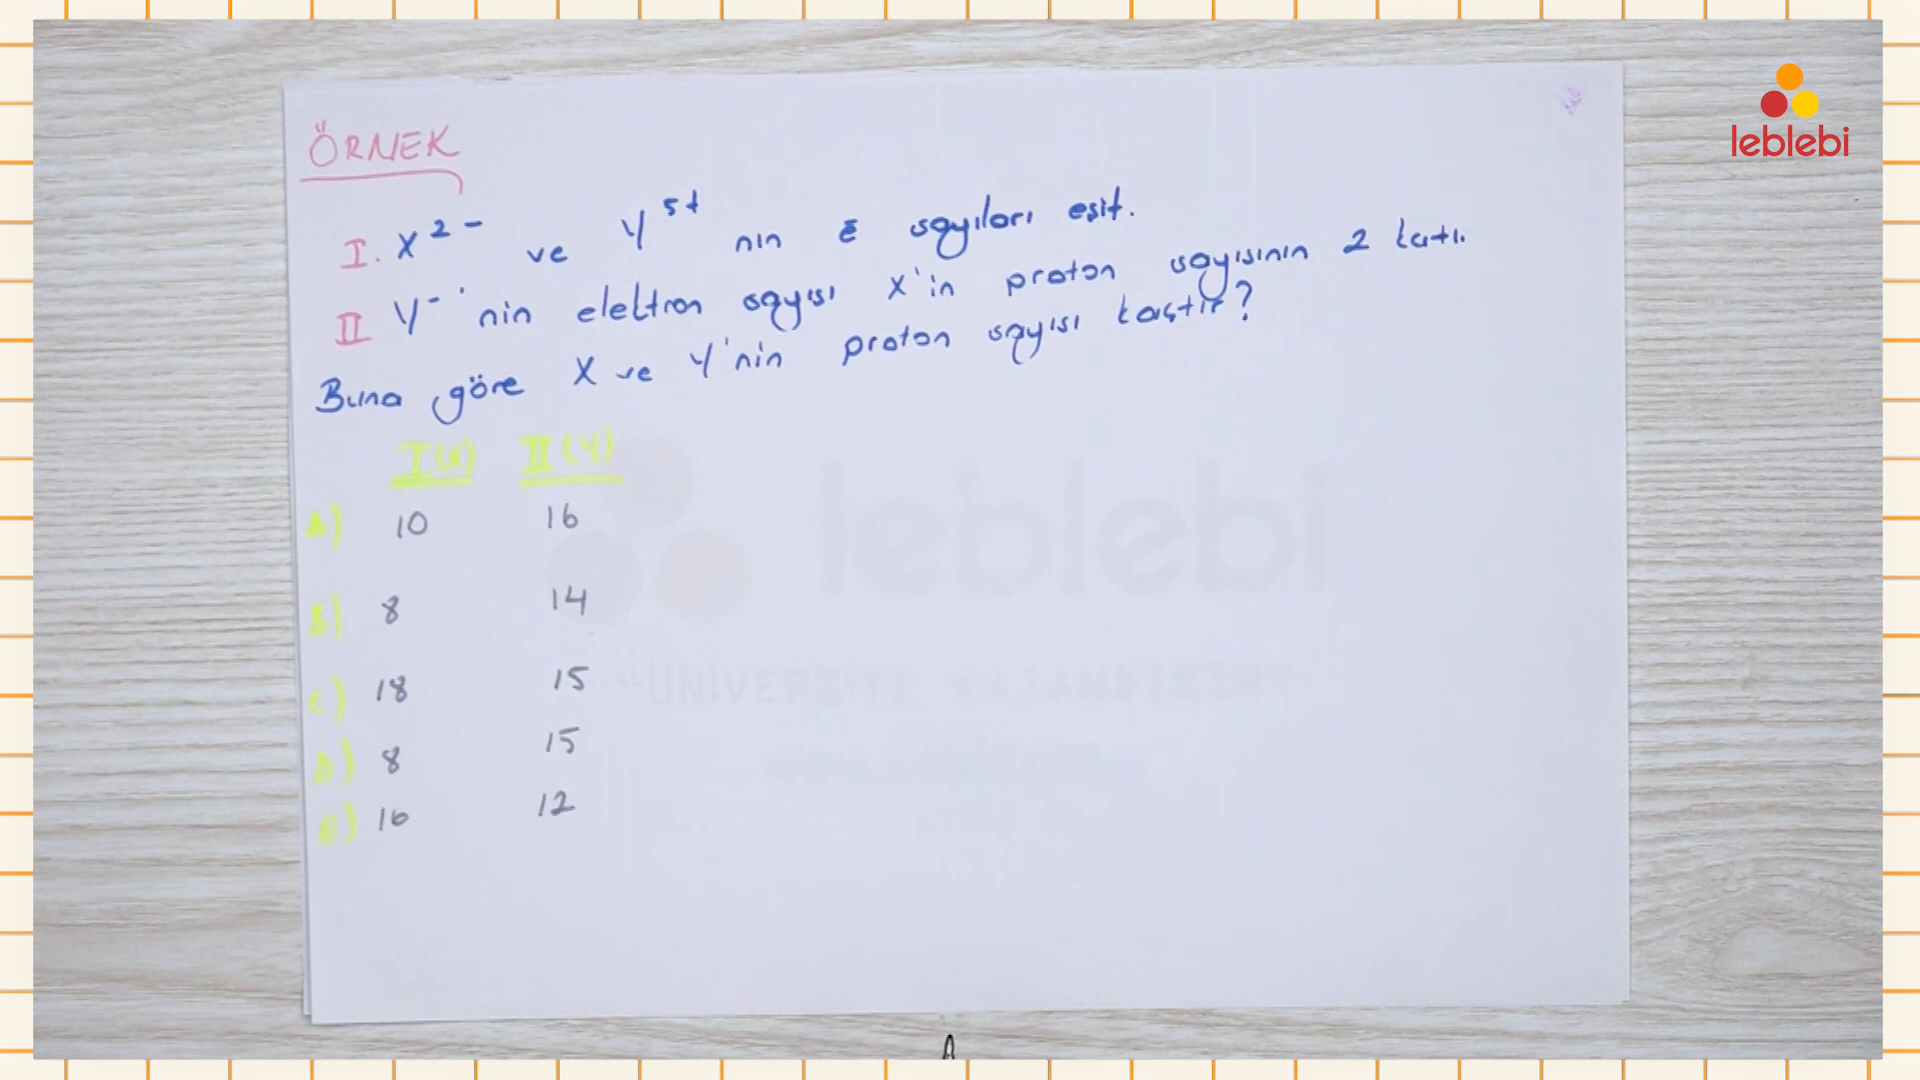 leblebi
ÖRNEK
I. X²⁻ ve Y⁵⁺ nın ē sayıları eşit.
II Y⁻'nin elektron sayısı X'in proton sayısının 2 katı.
Buna göre X ve Y'nin proton sayısı kaçtır?
I(X) II(Y)
A) 10 16
B) 8 14
C) 18 15
D) 8 15
E) 16 12
leblebi